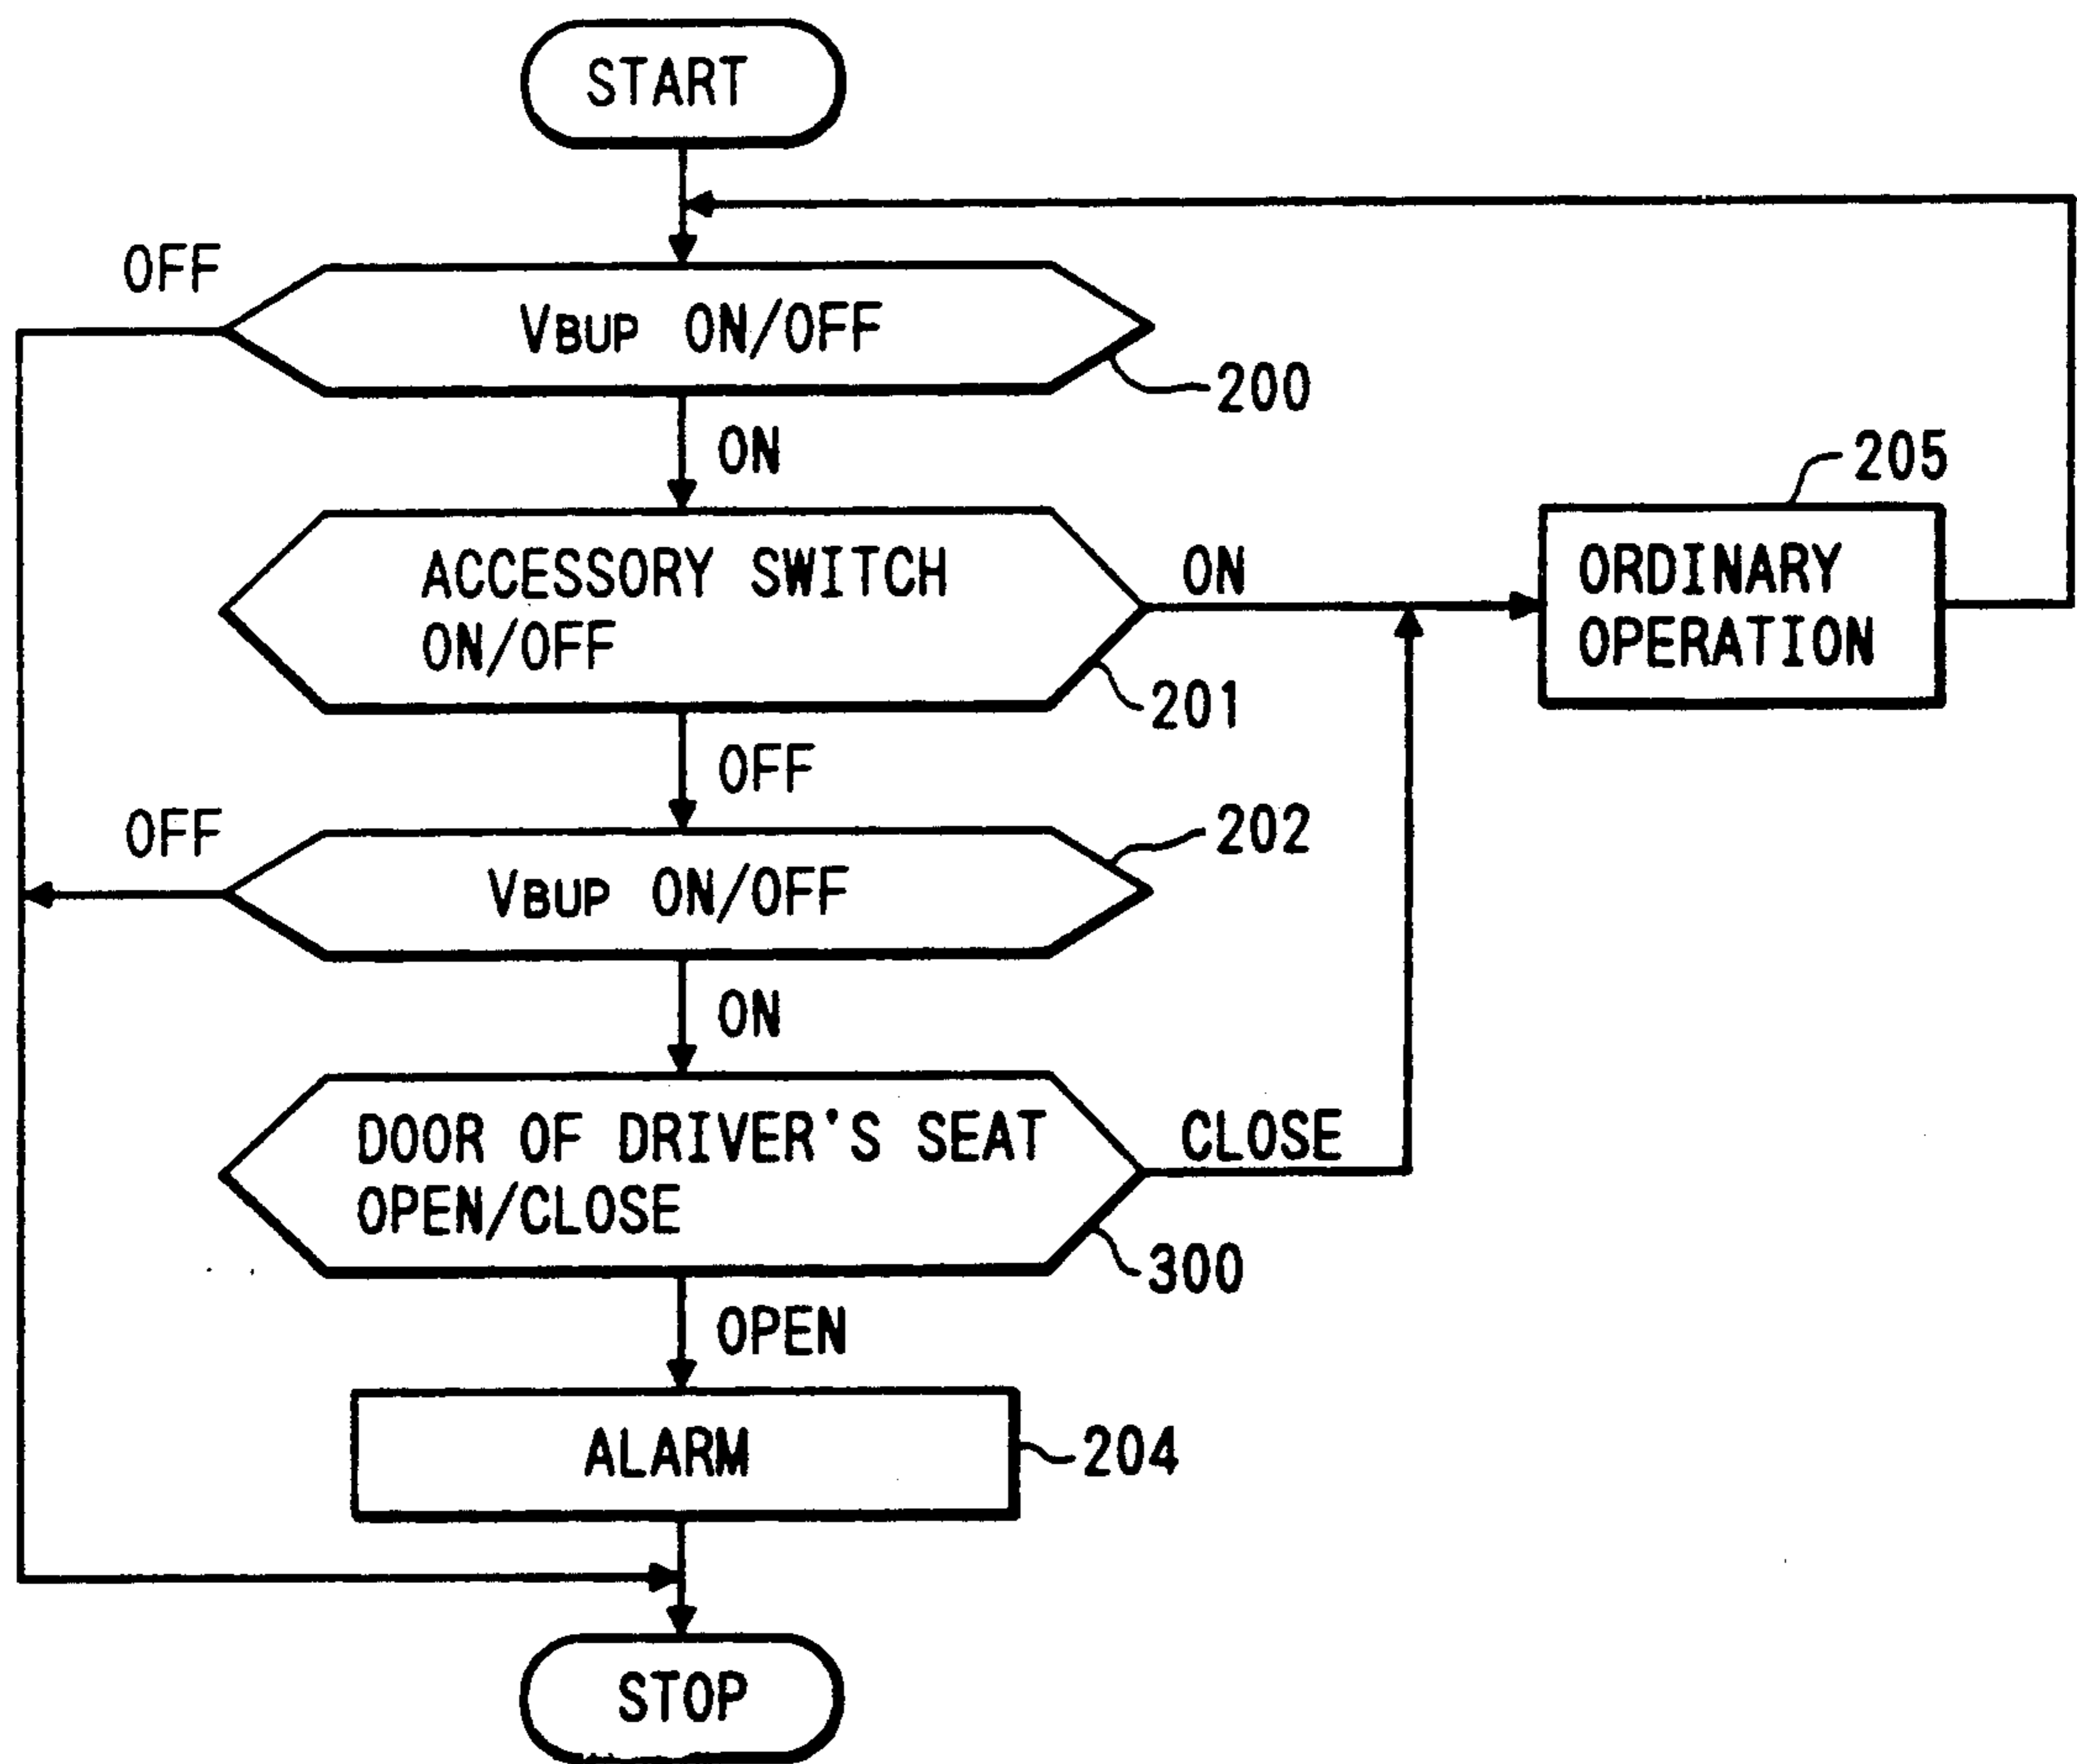 START
OFF
VBUP ON/OFF
200
ON
205
ACCESSORY SWITCH
ON/OFF
ON
ORDINARY
OPERATION
201
OFF
OFF
202
VBUP ON/OFF
ON
DOOR OF DRIVER'S SEAT
OPEN/CLOSE
CLOSE
300
OPEN
ALARM
204
STOP